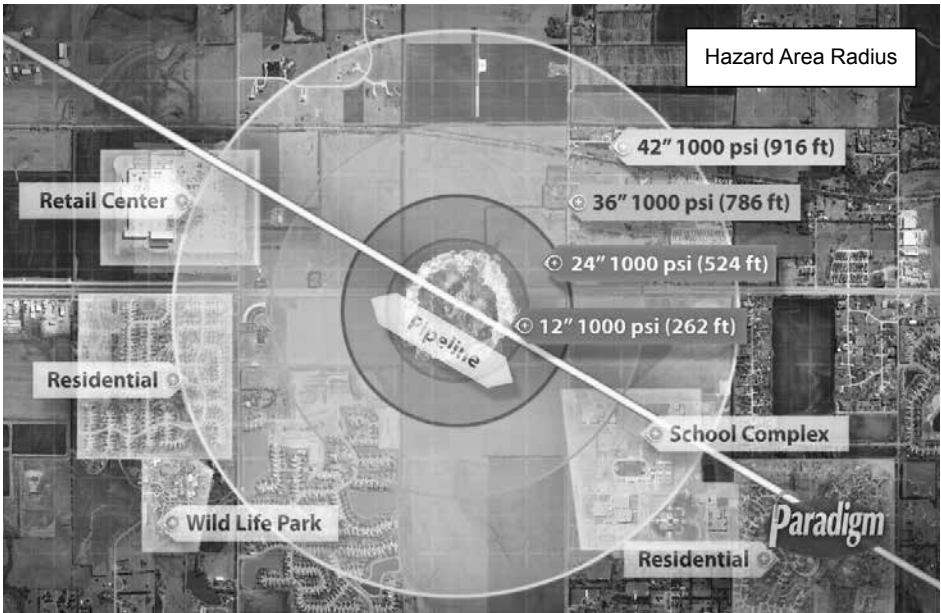 Hazard Area Radius
42" 1000 psi (916 ft)
Retail Center
36" 1000 psi (786 ft)
24" 1000 psi (524 ft)
12" 1000 psi (262 ft)
Pipeline
Residential
School Complex
Wild Life Park
Paradigm
Residential